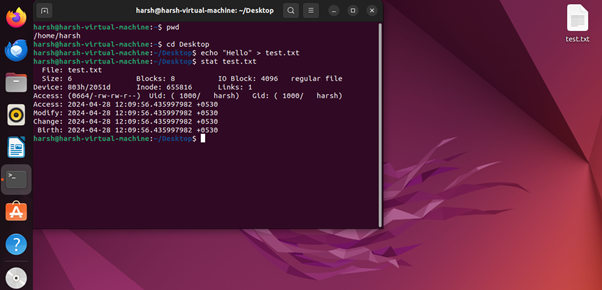 harsh@harsh-virtual-machine: ~/Desktop
harsh@harsh-virtual-machine:~$ pwd
/home/harsh
harsh@harsh-virtual-machine:~$ cd Desktop
harsh@harsh-virtual-machine:~/Desktop$ echo "Hello" > test.txt
harsh@harsh-virtual-machine:~/Desktop$ stat test.txt
  File: test.txt
  Size: 6         	Blocks: 8          IO Block: 4096   regular file
Device: 803h/2051d	Inode: 655816      Links: 1
Access: (0664/-rw-rw-r--)  Uid: ( 1000/   harsh)   Gid: ( 1000/   harsh)
Access: 2024-04-28 12:09:56.435997982 +0530
Modify: 2024-04-28 12:09:56.435997982 +0530
Change: 2024-04-28 12:09:56.435997982 +0530
 Birth: 2024-04-28 12:09:56.435997982 +0530
harsh@harsh-virtual-machine:~/Desktop$
test.txt